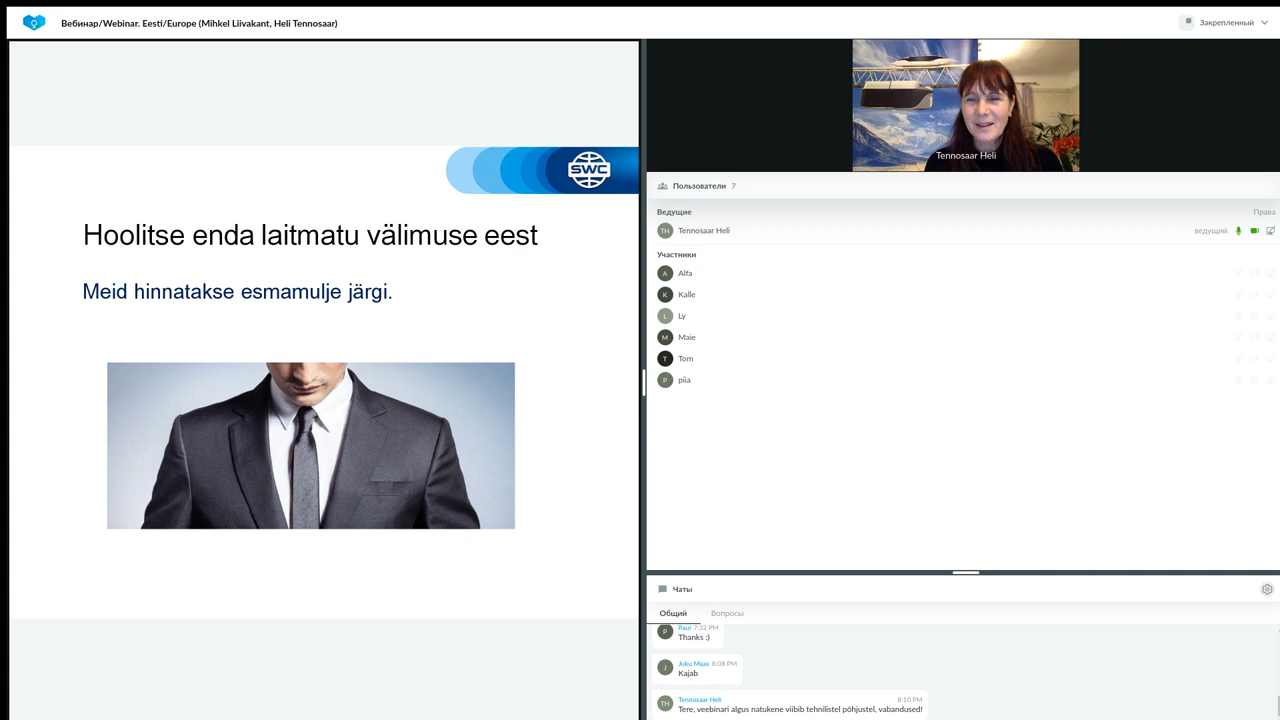 Вебинар/Webinar. Eesti/Europe (Mihkel Liivakant, Heli Tennosaar)
Закрепленный
SWC
Hoolitse enda laitmatu välimuse eest
Meid hinnatakse esmamulje järgi.
Tennosaar Heli
Пользователи 7
Ведущие Права
TH Tennosaar Heli ведущий
Участники
A Alfa
K Kalle
L Ly
M Maie
T Tom
P piia
Чаты
Общий Вопросы
Paul 7:32 PM
P Thanks :)
Juku Maas 8:08 PM
J Kajab
Tennosaar Heli 8:10 PM
TH Tere, veebinari algus natukene viibib tehnilistel põhjustel, vabandused!